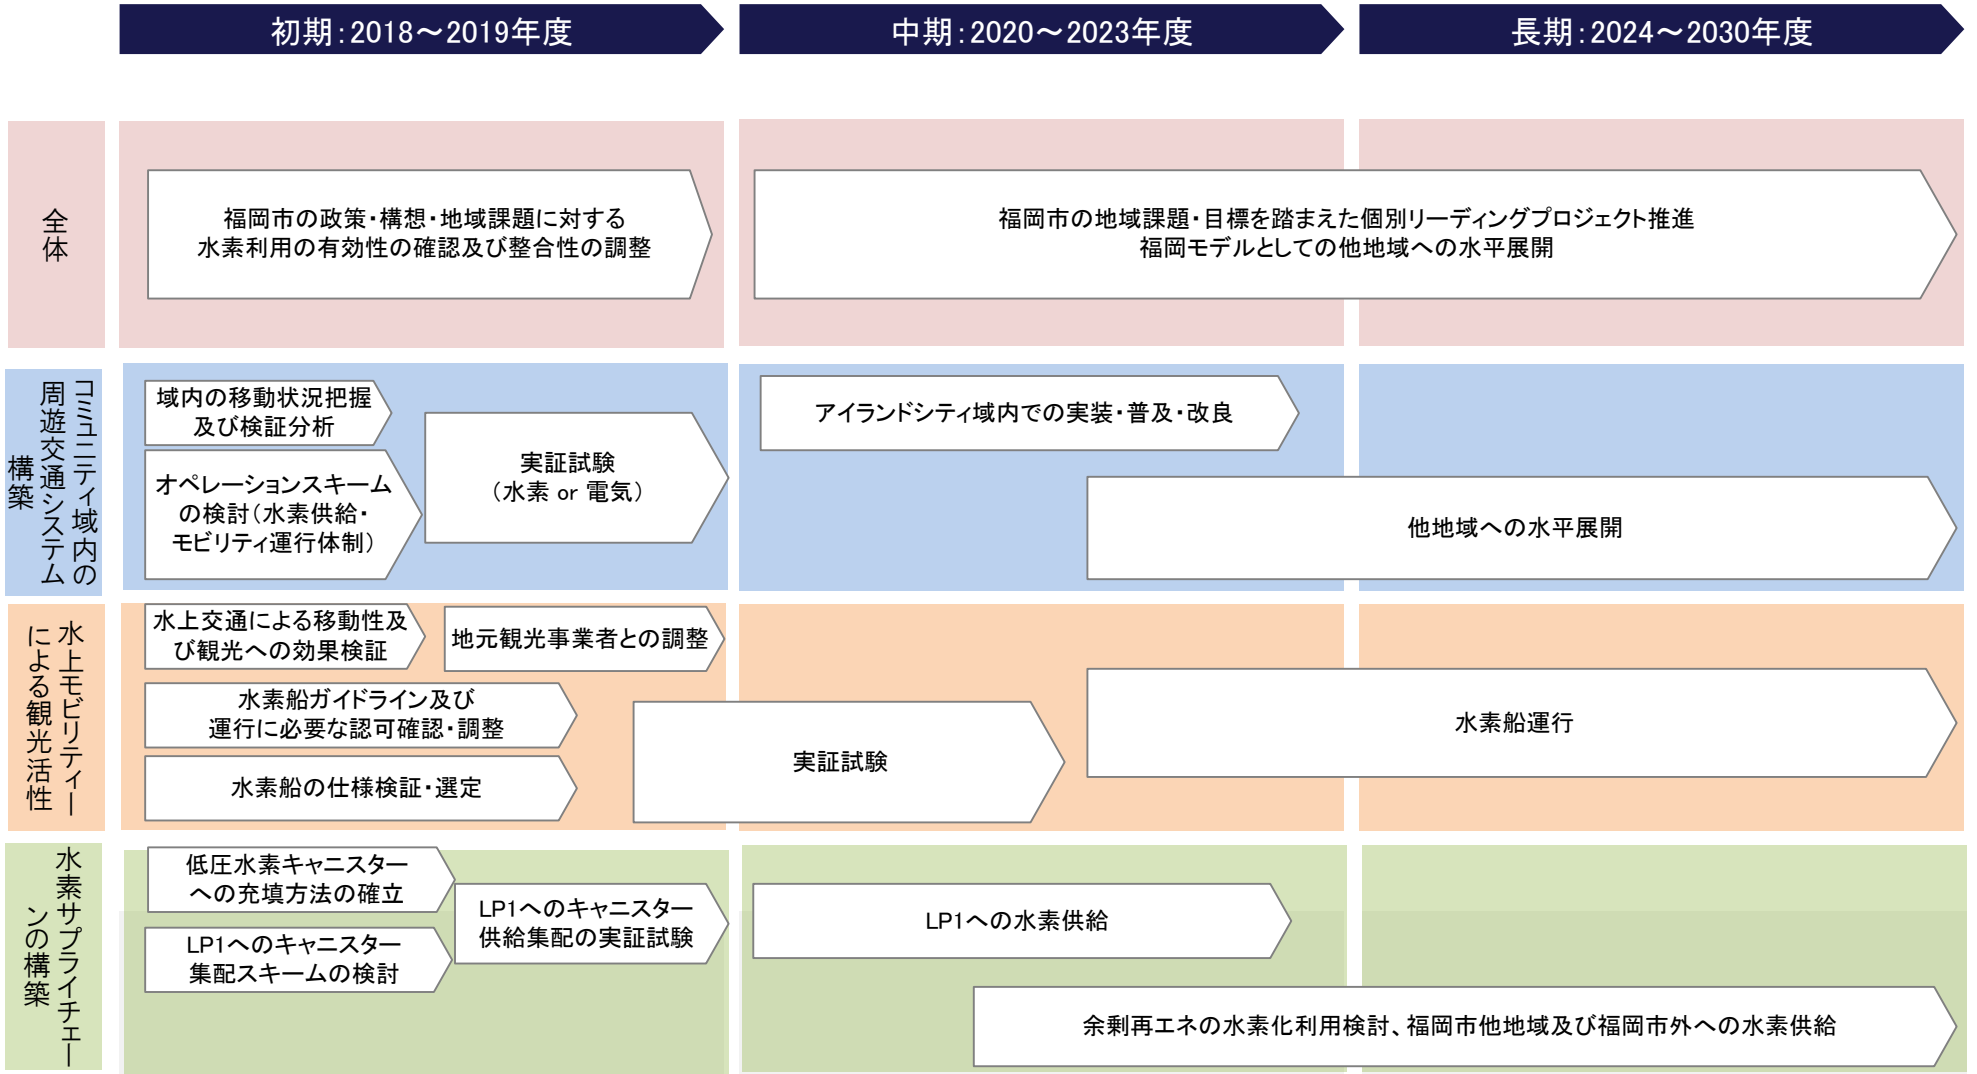 初期：2018～2019年度
中期：2020～2023年度
長期：2024～2030年度
全体
福岡市の政策・構想・地域課題に対する
水素利用の有効性の確認及び整合性の調整
福岡市の地域課題・目標を踏まえた個別リーディングプロジェクト推進
福岡モデルとしての他地域への水平展開
コミュニティ域内の
周遊交通システム
構築
域内の移動状況把握
及び検証分析
オペレーションスキーム
の検討（水素供給・
モビリティ運行体制）
実証試験
（水素 or 電気）
アイランドシティ域内での実装・普及・改良
他地域への水平展開
水上モビリティー
による観光活性
水上交通による移動性及
び観光への効果検証
地元観光事業者との調整
水素船ガイドライン及び
運行に必要な認可確認・調整
水素船の仕様検証・選定
実証試験
水素船運行
水素サプライチェー
ンの構築
低圧水素キャニスター
への充填方法の確立
LP1へのキャニスター
集配スキームの検討
LP1へのキャニスター
供給集配の実証試験
LP1への水素供給
余剰再エネの水素化利用検討、福岡市他地域及び福岡市外への水素供給